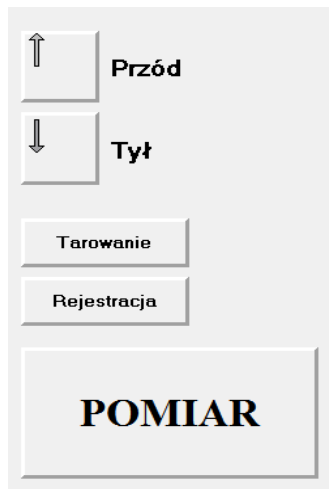 Przód
Tył
Tarowanie
Rejestracja
POMIAR